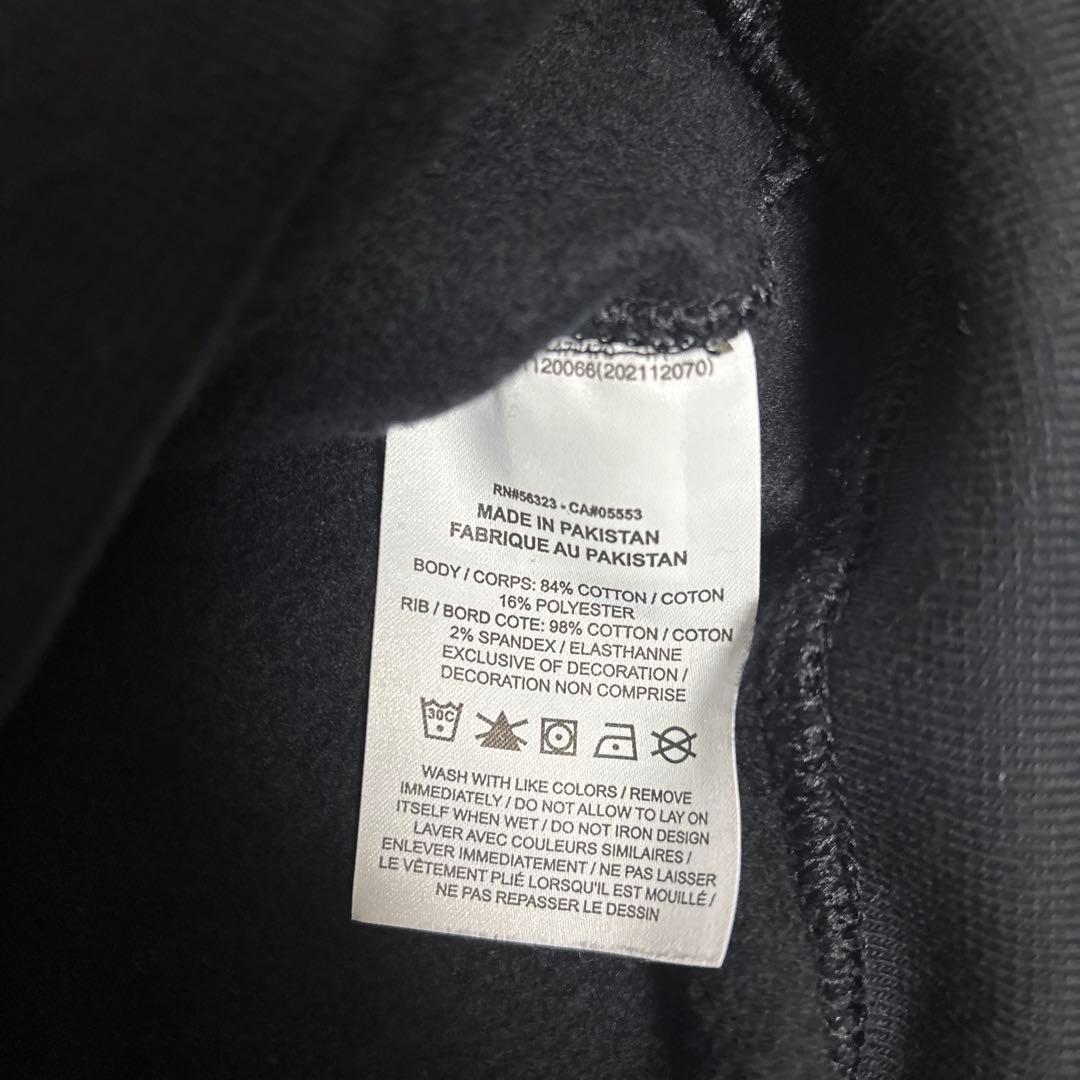 120066(202112070)
RN#56323 - CA#05553
MADE IN PAKISTAN
FABRIQUE AU PAKISTAN
BODY / CORPS: 84% COTTON / COTON
16% POLYESTER
RIB / BORD COTE: 98% COTTON / COTON
2% SPANDEX / ELASTHANNE
EXCLUSIVE OF DECORATION /
DECORATION NON COMPRISE
30C
WASH WITH LIKE COLORS / REMOVE
IMMEDIATELY / DO NOT ALLOW TO LAY ON
ITSELF WHEN WET / DO NOT IRON DESIGN
LAVER AVEC COULEURS SIMILAIRES /
ENLEVER IMMEDIATEMENT / NE PAS LAISSER
LE VÊTEMENT PLIÉ LORSQU'IL EST MOUILLÉ /
NE PAS REPASSER LE DESSIN